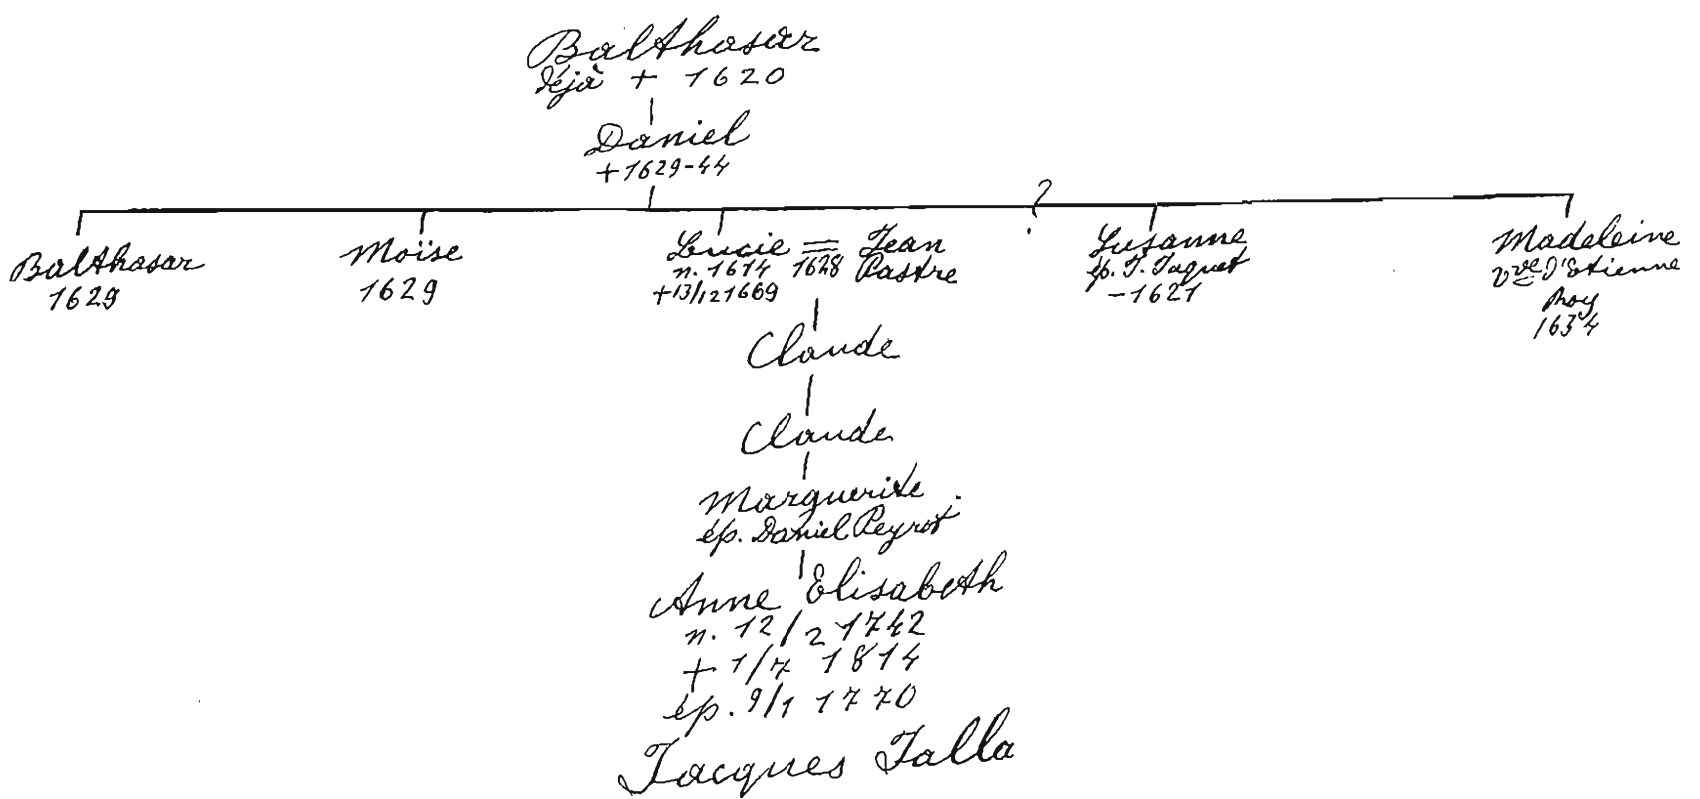 Balthasar
déjà + 1620
Daniel
+1629-44
?
Balthasar
1629
Moïse
1629
Lucie = Jean
n. 1614 1628 Pastre
+13/12 1669
Susanne
ép. J. Jaquet
-1621
Madeleine
vve d'Etienne
Roy
1634
Claude
Claude
Marguerite
ép. Daniel Peyrot
Anne Elisabeth
n. 12/2 1742
+ 1/7 1814
ép. 9/1 1770
Jacques Jalla